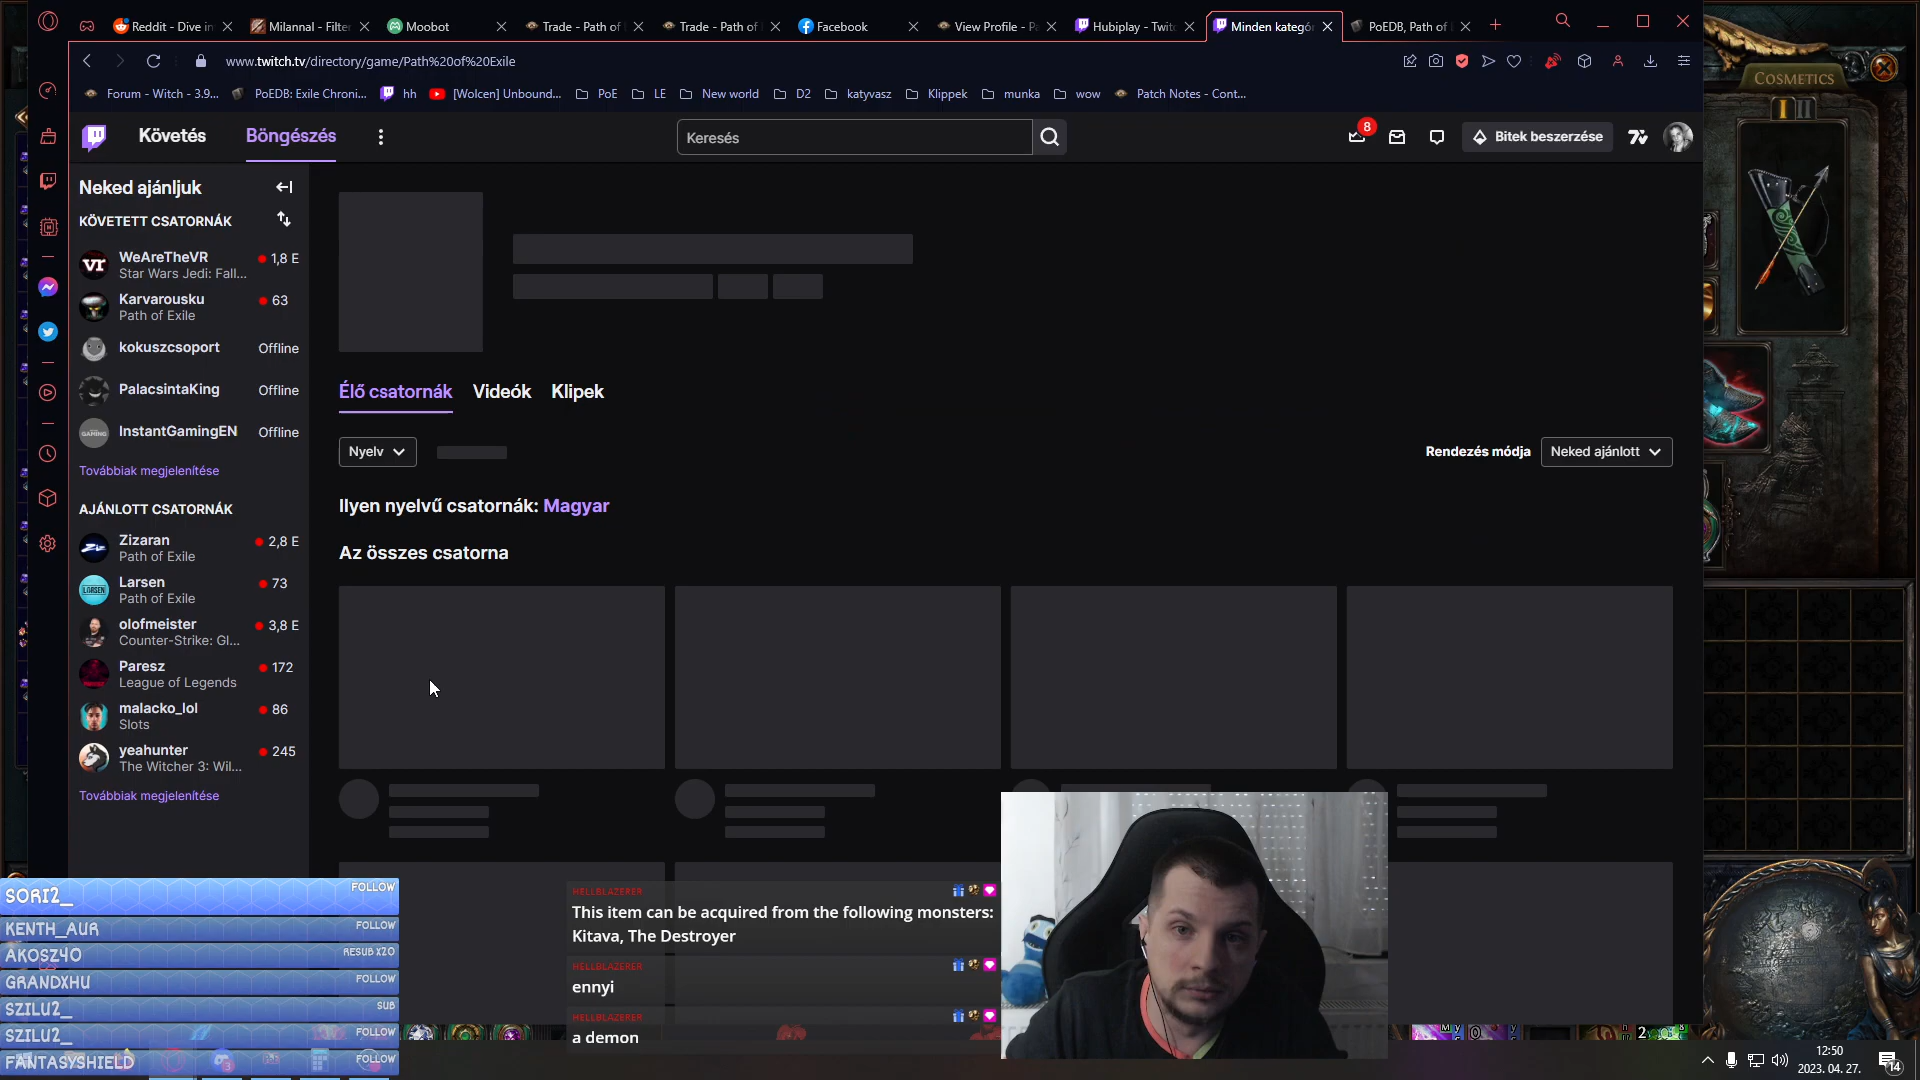 Reddit - Dive in
Milannal - Filte
Moobot
Trade - Path of
Trade - Path of
Facebook
View Profile - Pa
Hubiplay - Twitc
Minden kategó
PoEDB, Path of
www.twitch.tv/directory/game/Path%20of%20Exile
Forum - Witch - 3.9...
PoEDB: Exile Chroni...
hh
[Wolcen] Unbound...
PoE
LE
New world
D2
katyvasz
Klippek
munka
wow
Patch Notes - Cont...
Követés
Böngészés
Keresés
8
Bitek beszerzése
Neked ajánljuk
KÖVETETT CSATORNÁK
WeAreTheVR
1,8 E
Star Wars Jedi: Fall...
Karvarousku
63
Path of Exile
kokuszcsoport
Offline
PalacsintaKing
Offline
InstantGamingEN
Offline
Továbbiak megjelenítése
AJÁNLOTT CSATORNÁK
Zizaran
2,8 E
Path of Exile
Larsen
73
Path of Exile
olofmeister
3,8 E
Counter-Strike: Gl...
Paresz
172
League of Legends
malacko_lol
86
Slots
yeahunter
245
The Witcher 3: Wil...
Továbbiak megjelenítése
Élő csatornák
Videók
Klipek
Nyelv
Rendezés módja
Neked ajánlott
Ilyen nyelvű csatornák: Magyar
Az összes csatorna
COSMETICS
I II
SORI2_ FOLLOW
KENTH_AUR FOLLOW
AKOSZ40 RESUB X20
GRANDXHU FOLLOW
SZILU2_ SUB
SZILU2_ FOLLOW
FANTASYSHIELD FOLLOW
HELLBLAZERER
This item can be acquired from the following monsters:
Kitava, The Destroyer
HELLBLAZERER
ennyi
HELLBLAZERER
a demon
12:50
2023. 04. 27.
14